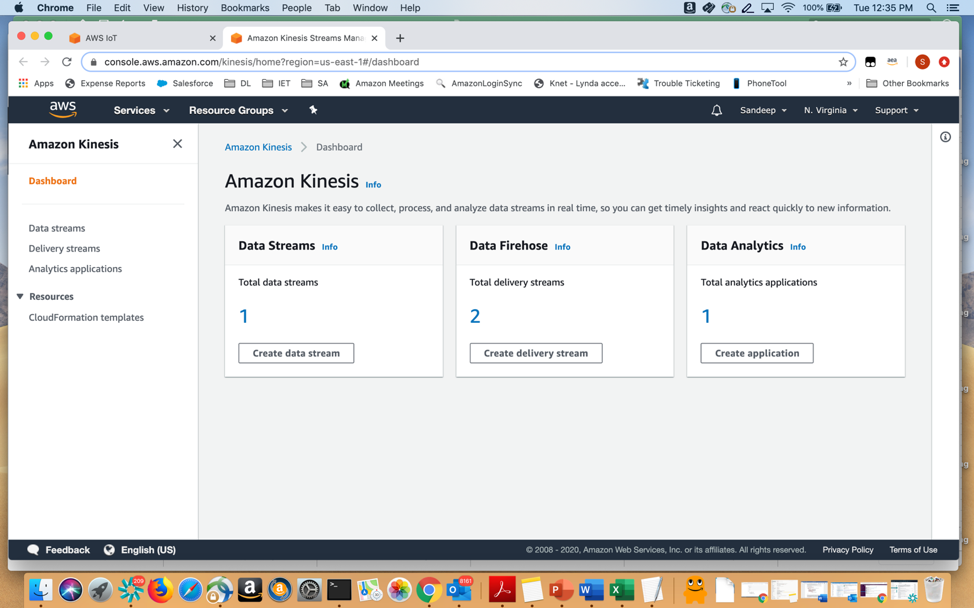 Chrome File Edit View History Bookmarks People Tab Window Help 100% Tue 12:35 PM
AWS IoT Amazon Kinesis Streams Mana
console.aws.amazon.com/kinesis/home?region=us-east-1#/dashboard
Apps Expense Reports Salesforce DL IET SA Amazon Meetings AmazonLoginSync Knet - Lynda acce... Trouble Ticketing PhoneTool » Other Bookmarks
aws Services Resource Groups Sandeep N. Virginia Support
Amazon Kinesis
Dashboard
Data streams
Delivery streams
Analytics applications
Resources
CloudFormation templates
Amazon Kinesis > Dashboard
Amazon Kinesis Info
Amazon Kinesis makes it easy to collect, process, and analyze data streams in real time, so you can get timely insights and react quickly to new information.
Data Streams Info
Total data streams
1
Create data stream
Data Firehose Info
Total delivery streams
2
Create delivery stream
Data Analytics Info
Total analytics applications
1
Create application
Feedback English (US) © 2008 - 2020, Amazon Web Services, Inc. or its affiliates. All rights reserved. Privacy Policy Terms of Use
209
8161